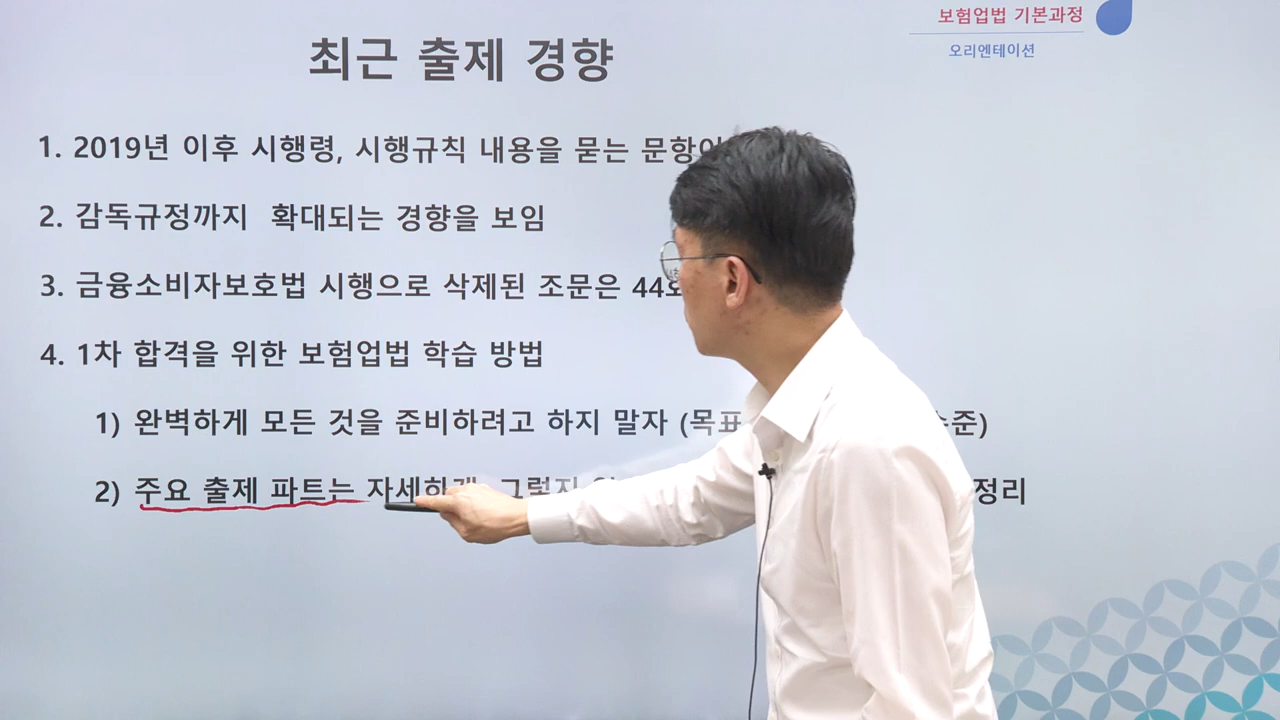 보험업법 기본과정
오리엔테이션
최근 출제 경향
1. 2019년 이후 시행령, 시행규칙 내용을 묻는
2. 감독규정까지 확대되는 경향을 보임
3. 금융소비자보호법 시행으로 삭제된 조문은
4. 1차 합격을 위한 보험업법 학습 방법
1) 완벽하게 모든 것을 준비하려고 하지 말자 (목표 수준)
2) 주요 출제 파트는 자세하게 그렇지 정리